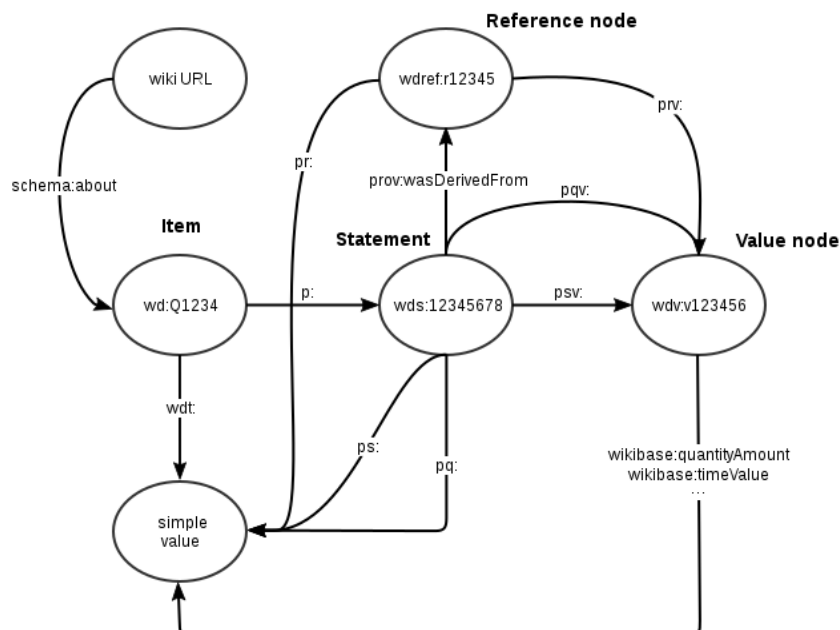 Reference node
wiki URL
wdref:r12345
prv:
pr:
schema:about
prov:wasDerivedFrom
pqv:
Item
Statement
Value node
wd:Q1234
p:
wds:12345678
psv:
wdv:v123456
wdt:
ps:
pq:
wikibase:quantityAmount
wikibase:timeValue
...
simple
value